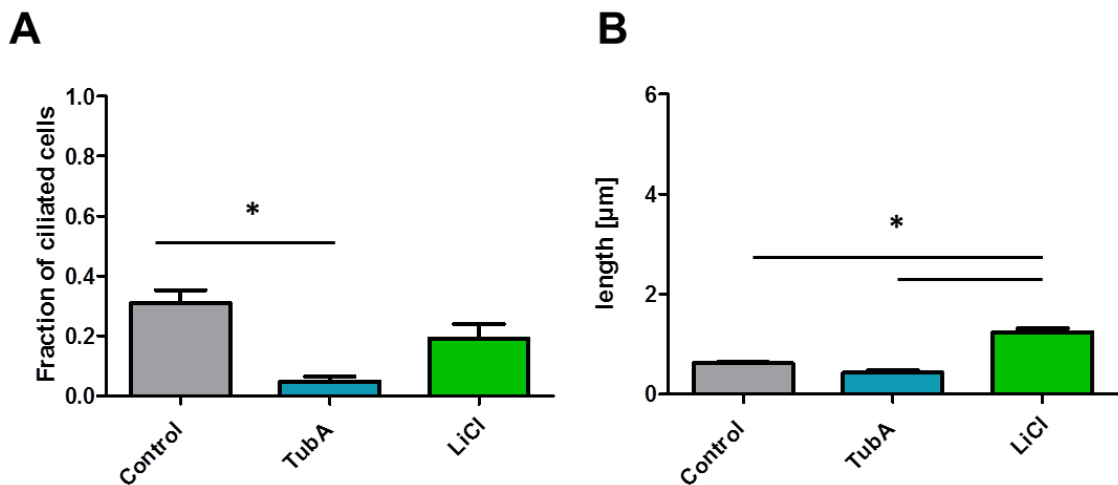 A
Fraction of ciliated cells
1.0
0.8
0.6
0.4
0.2
0.0
*
Control
TubA
LiCl
B
length [µm]
6
4
2
0
*
Control
TubA
LiCl